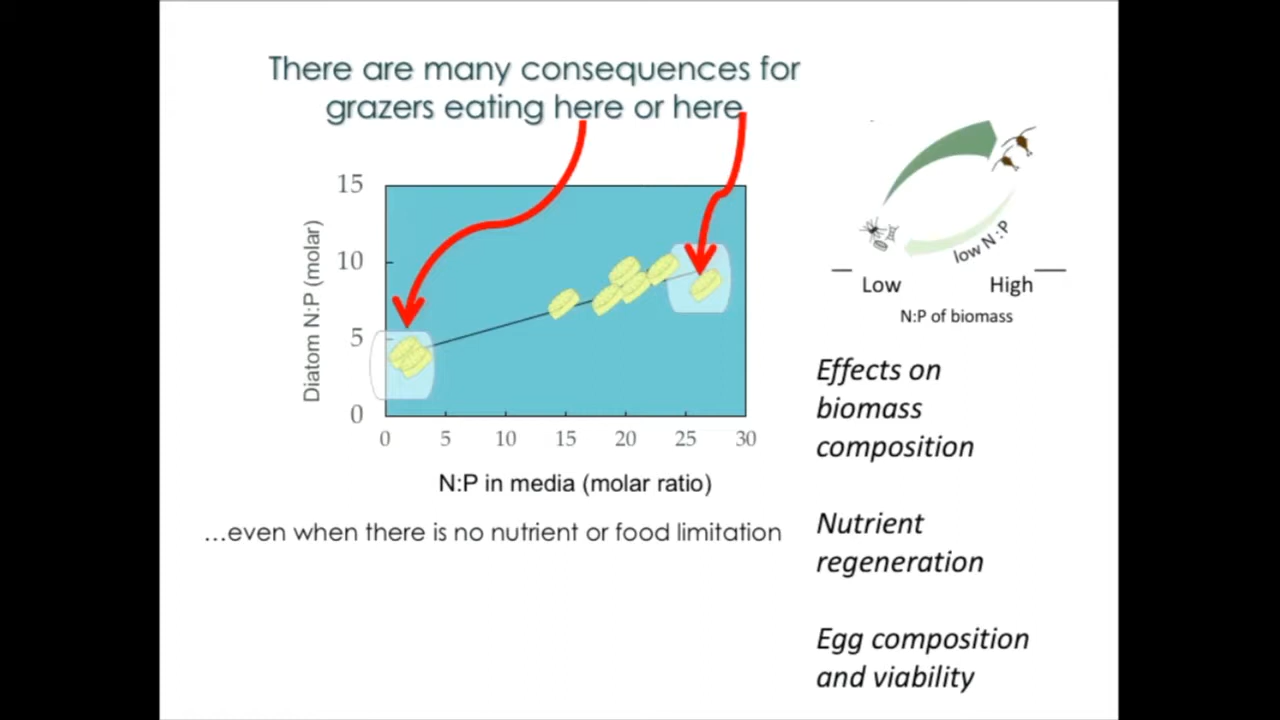 There are many consequences for
grazers eating here or here
15
10
5
0
Diatom N:P (molar)
0 5 10 15 20 25 30
N:P in media (molar ratio)
…even when there is no nutrient or food limitation
low N:P
Low High
N:P of biomass
Effects on
biomass
composition
Nutrient
regeneration
Egg composition
and viability